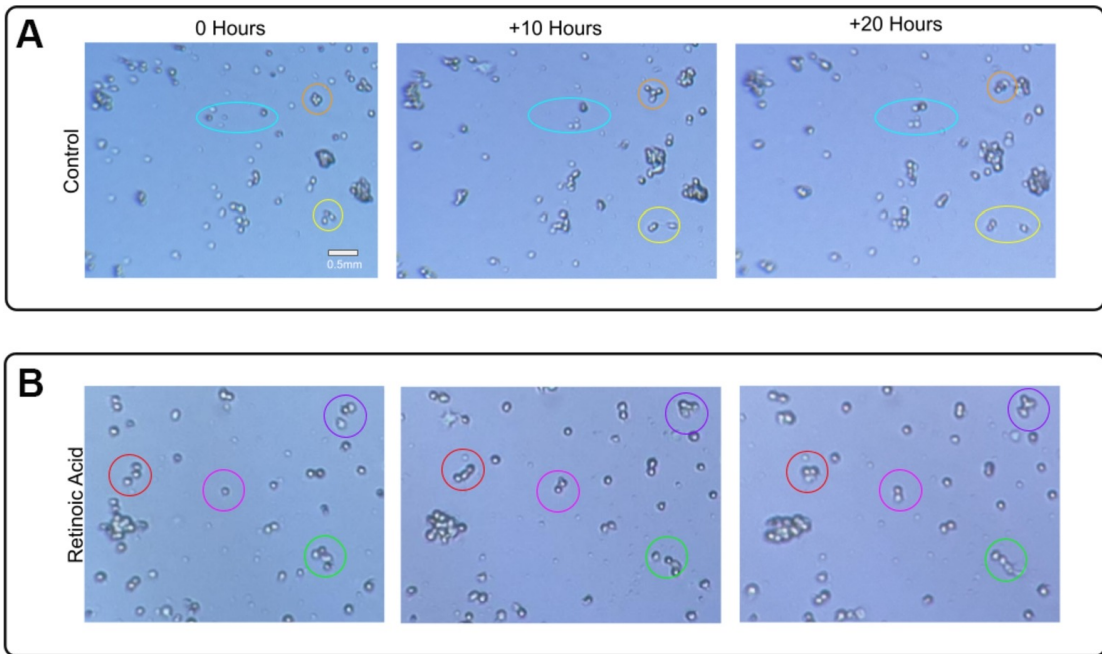 A
0 Hours
+10 Hours
+20 Hours
Control
0.5mm
B
Retinoic Acid